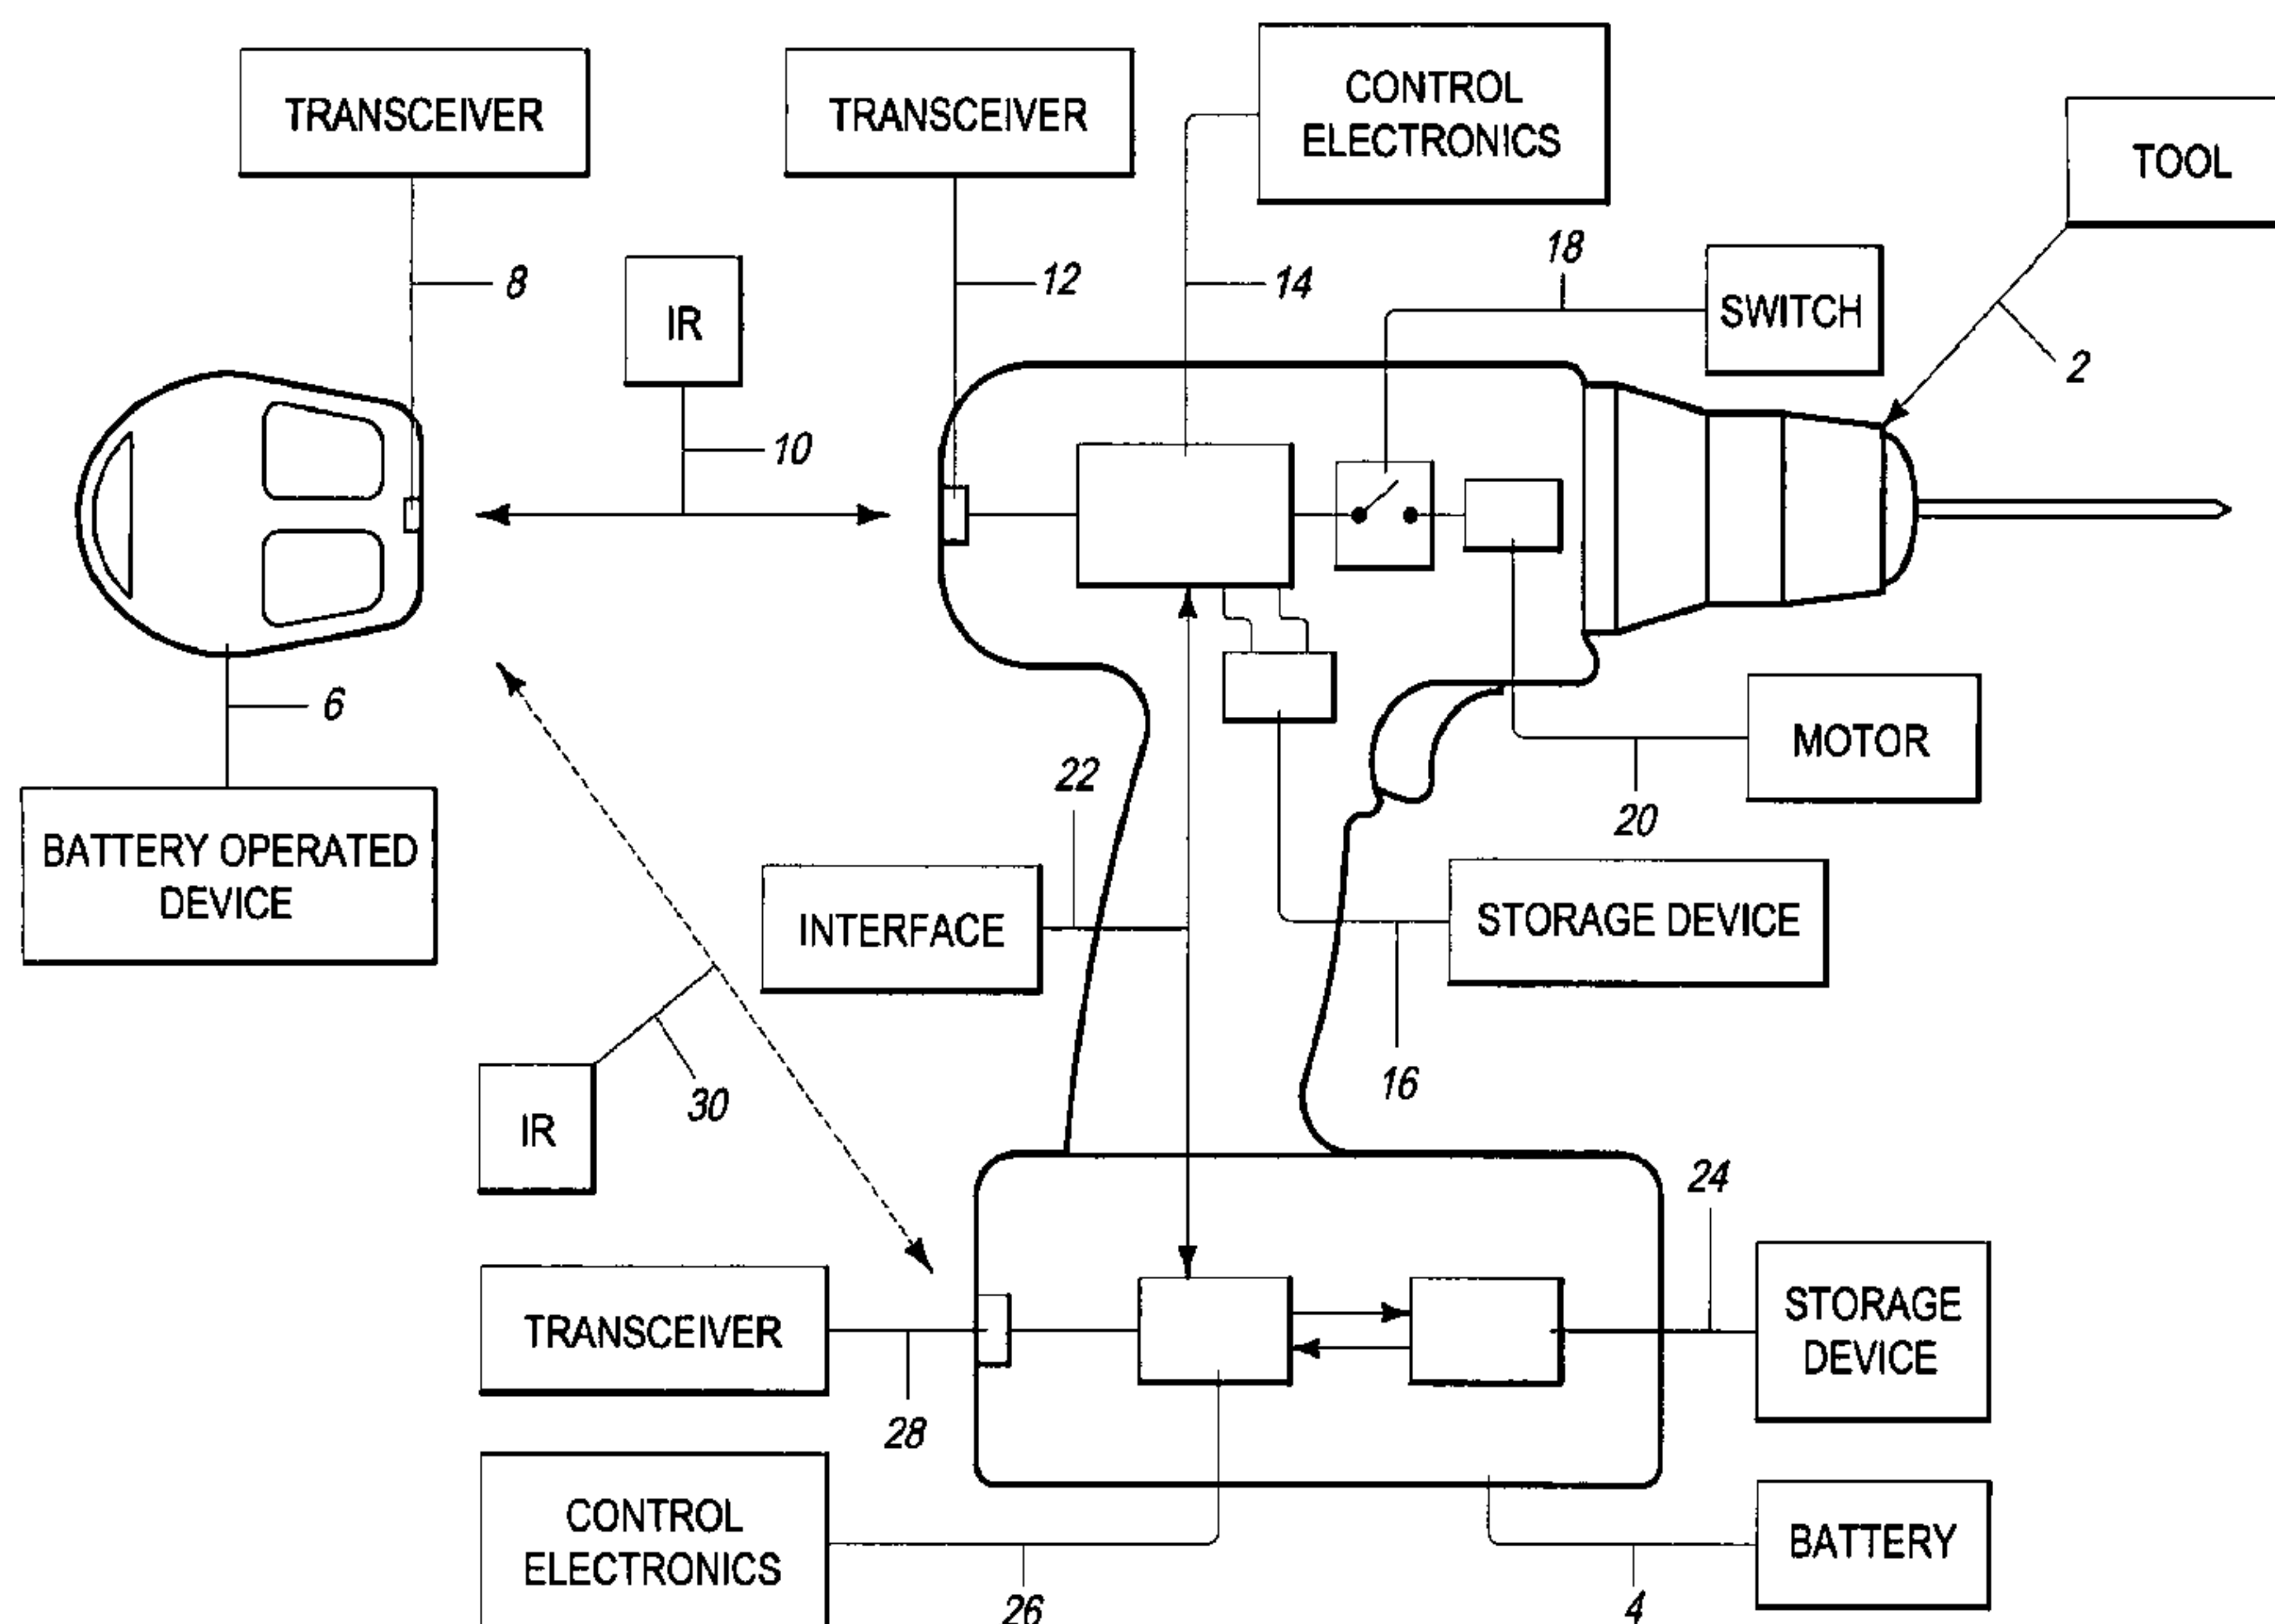 TRANSCEIVER
TRANSCEIVER
CONTROL
ELECTRONICS
TOOL
8
IR
12
14
18
SWITCH
2
10
6
MOTOR
22
20
BATTERY OPERATED
DEVICE
INTERFACE
STORAGE DEVICE
16
30
IR
24
TRANSCEIVER
STORAGE
DEVICE
28
CONTROL
ELECTRONICS
BATTERY
26
4